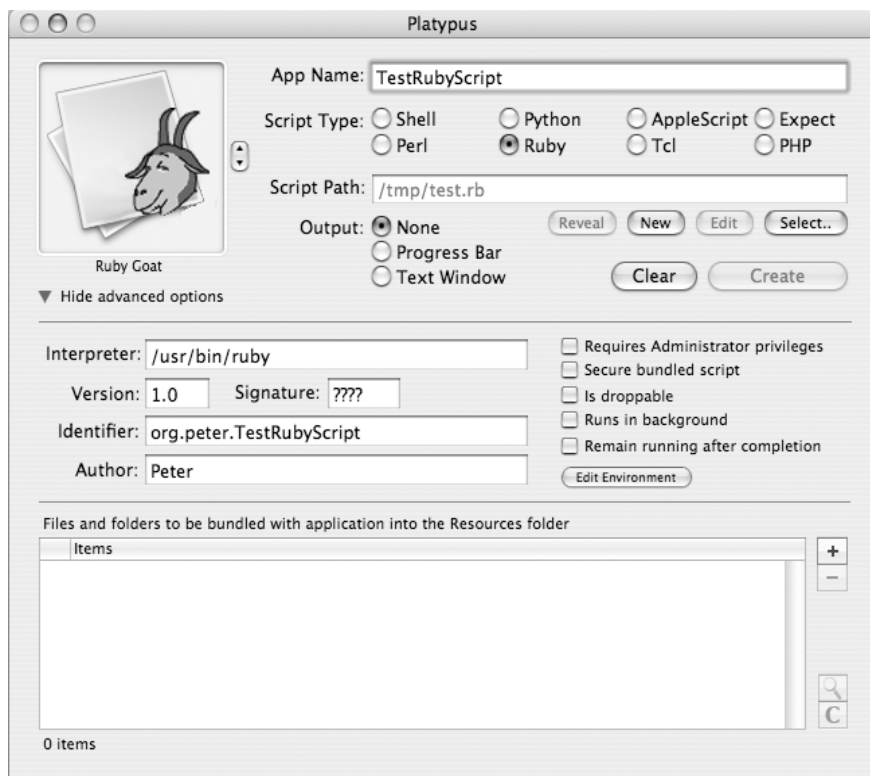 Platypus
App Name: TestRubyScript
Script Type: Shell Python AppleScript Expect
Perl Ruby Tcl PHP
Script Path: /tmp/test.rb
Output: None Reveal New Edit Select..
Progress Bar
Text Window Clear Create
Ruby Goat
Hide advanced options
Interpreter: /usr/bin/ruby
Version: 1.0 Signature: ????
Identifier: org.peter.TestRubyScript
Author: Peter
Requires Administrator privileges
Secure bundled script
Is droppable
Runs in background
Remain running after completion
Edit Environment
Files and folders to be bundled with application into the Resources folder
Items
+
−
C
0 items